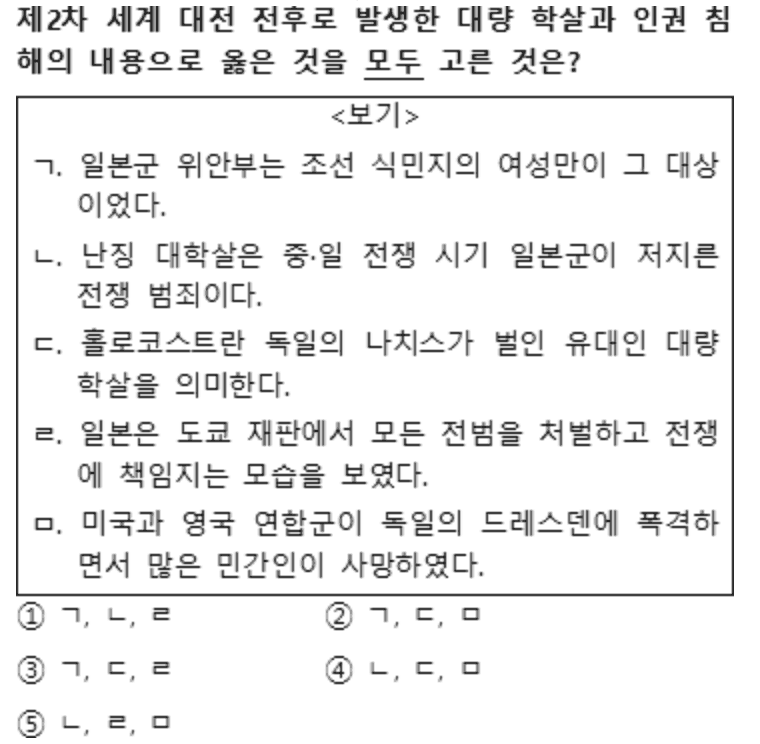 제2차 세계 대전 전후로 발생한 대량 학살과 인권 침
해의 내용으로 옳은 것을 모두 고른 것은?
<보기>
ㄱ. 일본군 위안부는 조선 식민지의 여성만이 그 대상
이었다.
ㄴ. 난징 대학살은 중·일 전쟁 시기 일본군이 저지른
전쟁 범죄이다.
ㄷ. 홀로코스트란 독일의 나치스가 벌인 유대인 대량
학살을 의미한다.
ㄹ. 일본은 도쿄 재판에서 모든 전범을 처벌하고 전쟁
에 책임지는 모습을 보였다.
ㅁ. 미국과 영국 연합군이 독일의 드레스덴에 폭격하
면서 많은 민간인이 사망하였다.
① ㄱ, ㄴ, ㄹ ② ㄱ, ㄷ, ㅁ
③ ㄱ, ㄷ, ㄹ ④ ㄴ, ㄷ, ㅁ
⑤ ㄴ, ㄹ, ㅁ